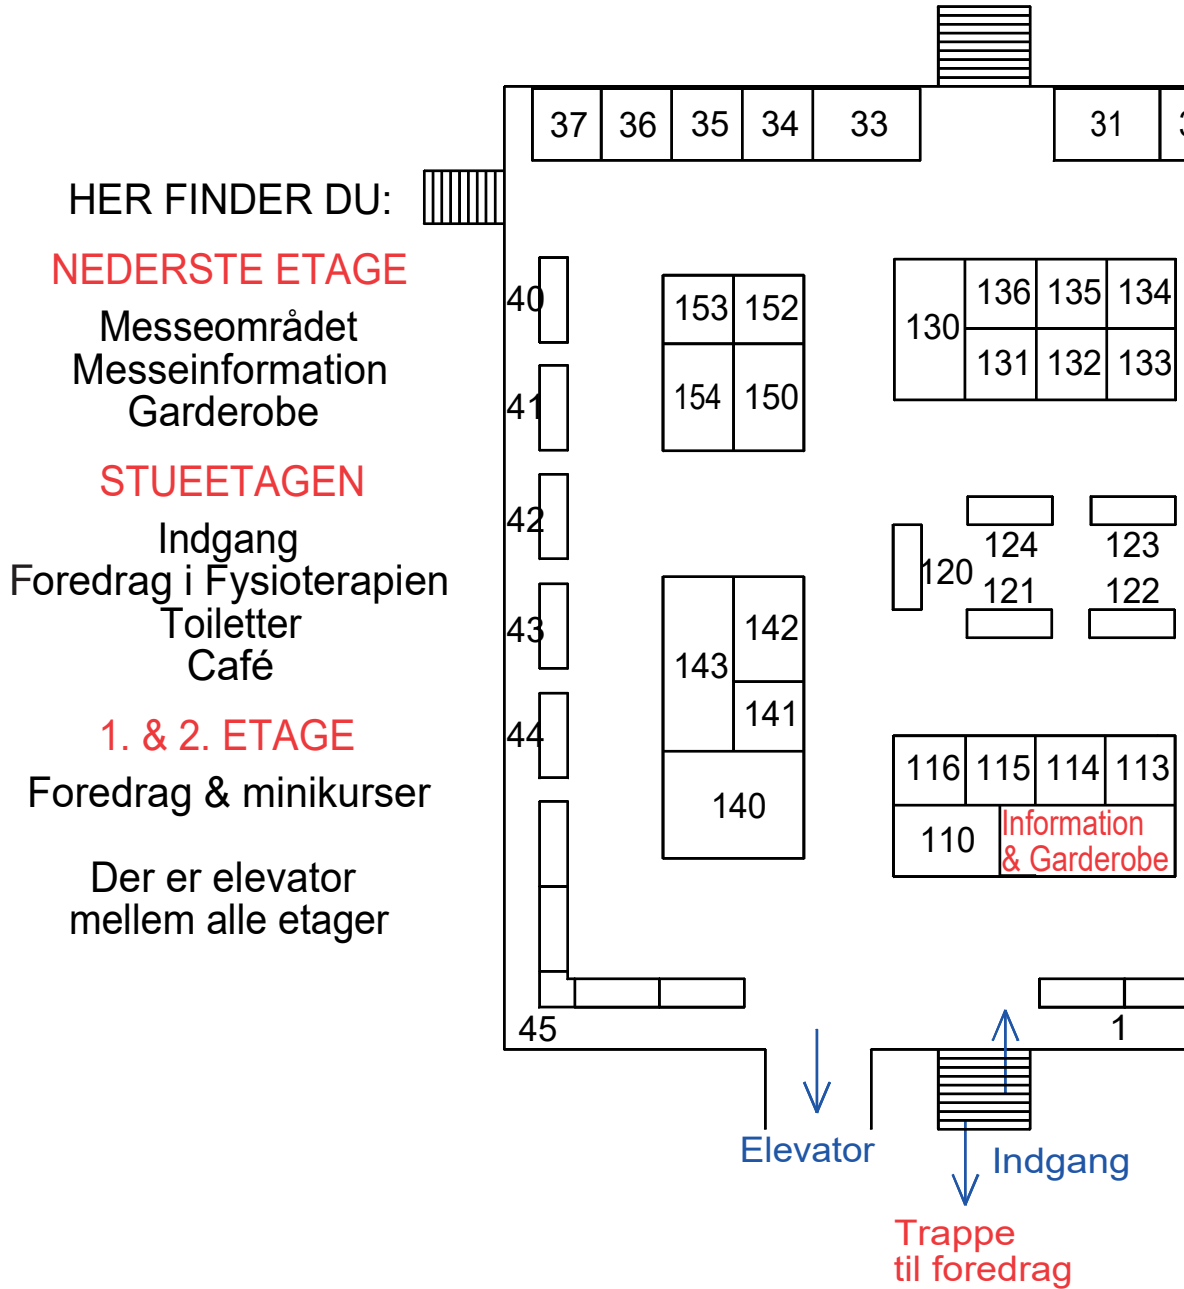 HER FINDER DU:
NEDERSTE ETAGE
Messeområdet
Messeinformation
Garderobe
STUEETAGEN
Indgang
Foredrag i Fysioterapien
Toiletter
Café
1. & 2. ETAGE
Foredrag & minikurser
Der er elevator
mellem alle etager
37 36 35 34 33 31
40
41
42
43
44
45
153 152
154 150
136 135 134
130
131 132 133
124 123
120
121 122
142
143
141
140
116 115 114 113
110
Information
& Garderobe
1
Elevator
Indgang
Trappe
til foredrag